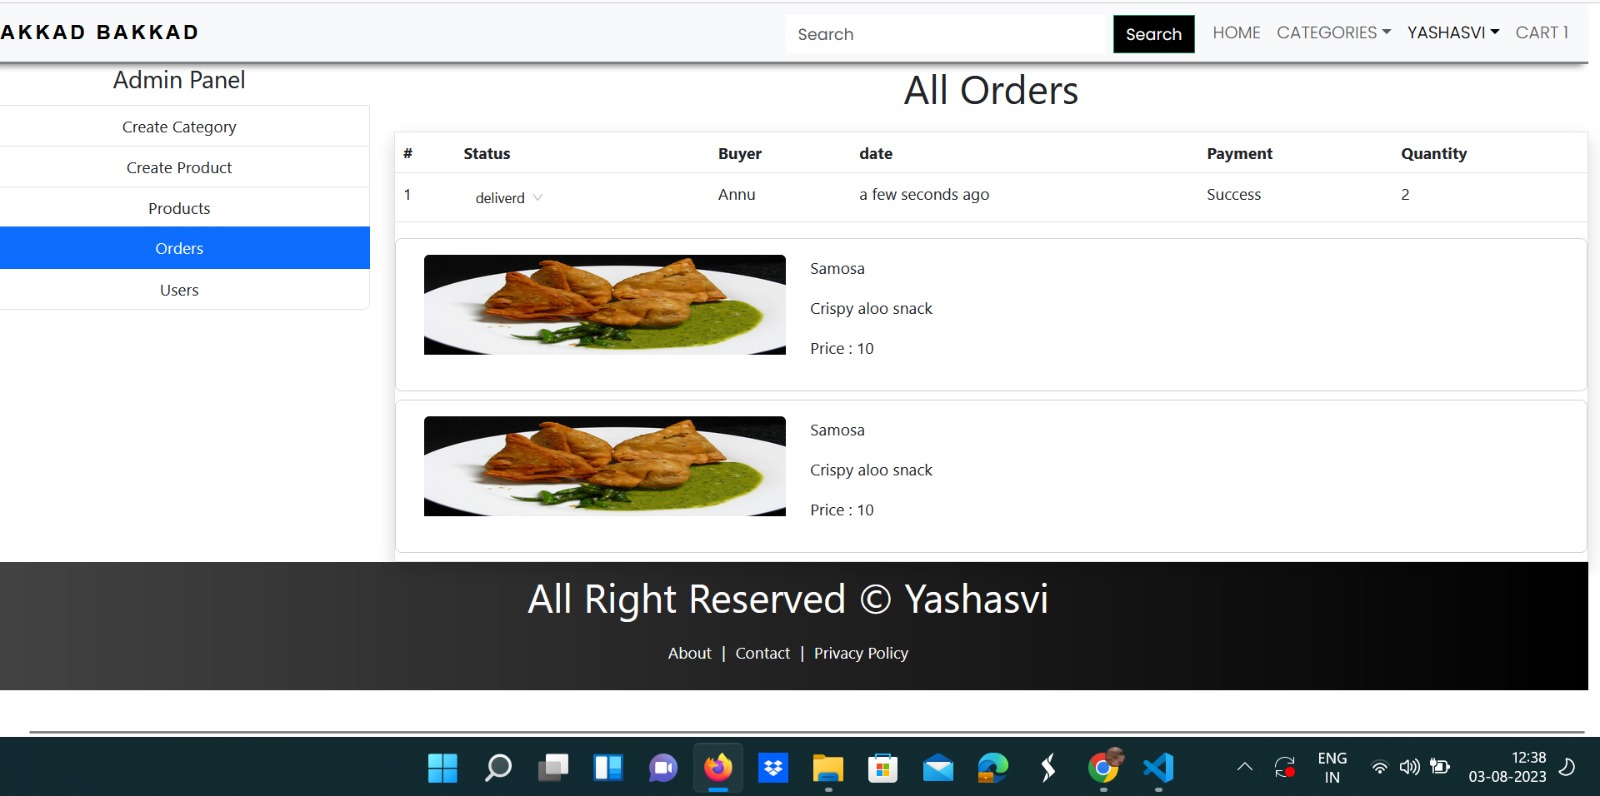 AKKAD BAKKAD
Search Search HOME CATEGORIES YASHASVI CART 1
Admin Panel
Create Category
Create Product
Products
Orders
Users
All Orders
# Status Buyer date Payment Quantity
1 deliverd Annu a few seconds ago Success 2
Samosa
Crispy aloo snack
Price : 10
Samosa
Crispy aloo snack
Price : 10
All Right Reserved © Yashasvi
About | Contact | Privacy Policy
ENG
IN
12:38
03-08-2023